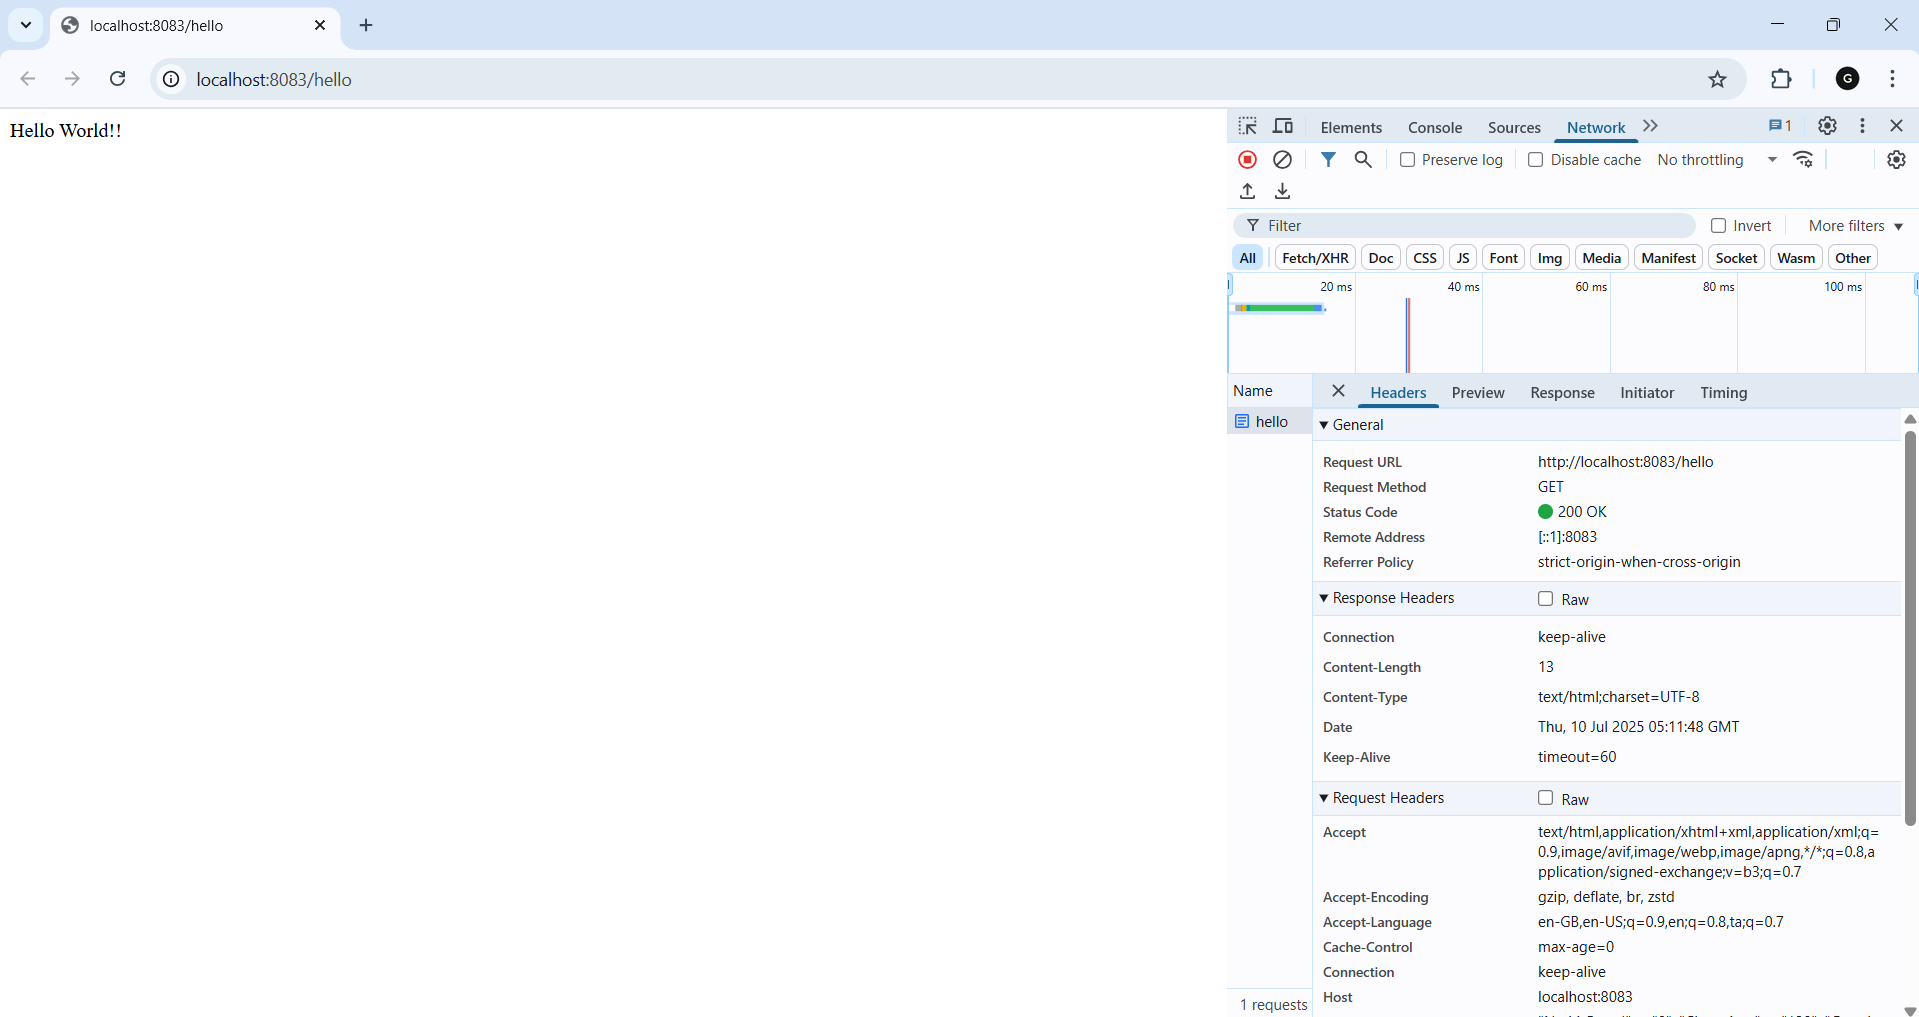 localhost:8083/hello
localhost:8083/hello
G
Hello World!!
Elements Console Sources Network 1
Preserve log Disable cache No throttling
Filter Invert More filters
All Fetch/XHR Doc CSS JS Font Img Media Manifest Socket Wasm Other
20 ms 40 ms 60 ms 80 ms 100 ms
Name Headers Preview Response Initiator Timing
hello
General
Request URL http://localhost:8083/hello
Request Method GET
Status Code 200 OK
Remote Address [::1]:8083
Referrer Policy strict-origin-when-cross-origin
Response Headers Raw
Connection keep-alive
Content-Length 13
Content-Type text/html;charset=UTF-8
Date Thu, 10 Jul 2025 05:11:48 GMT
Keep-Alive timeout=60
Request Headers Raw
Accept text/html,application/xhtml+xml,application/xml;q=
0.9,image/avif,image/webp,image/apng,*/*;q=0.8,a
pplication/signed-exchange;v=b3;q=0.7
Accept-Encoding gzip, deflate, br, zstd
Accept-Language en-GB,en-US;q=0.9,en;q=0.8,ta;q=0.7
Cache-Control max-age=0
Connection keep-alive
Host localhost:8083
1 requests